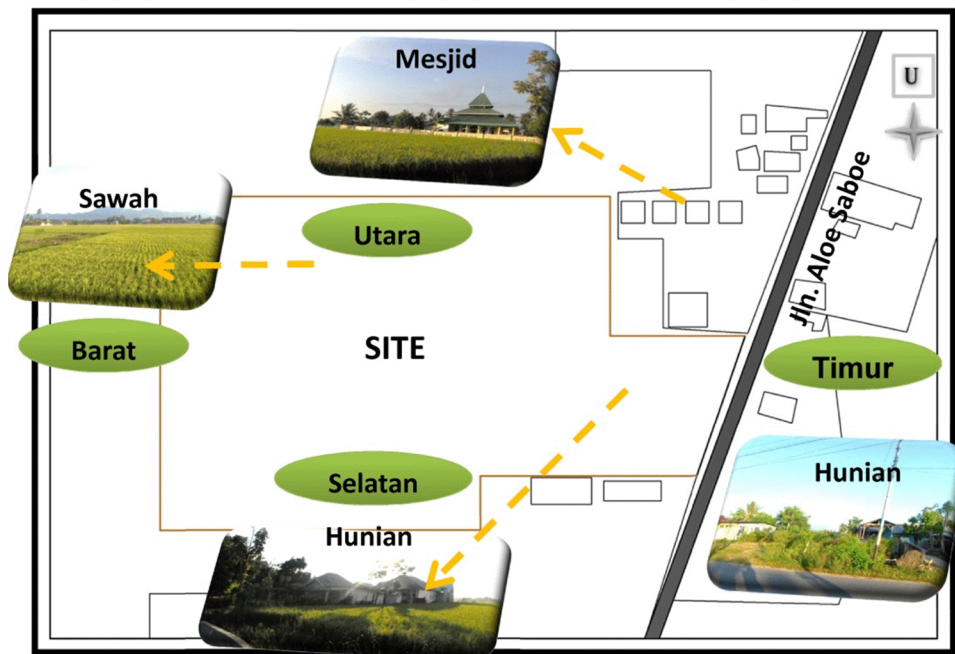 Mesjid
U
Sawah
Utara
Jln. Aloe Saboe
Barat
SITE
Timur
Selatan
Hunian
Hunian